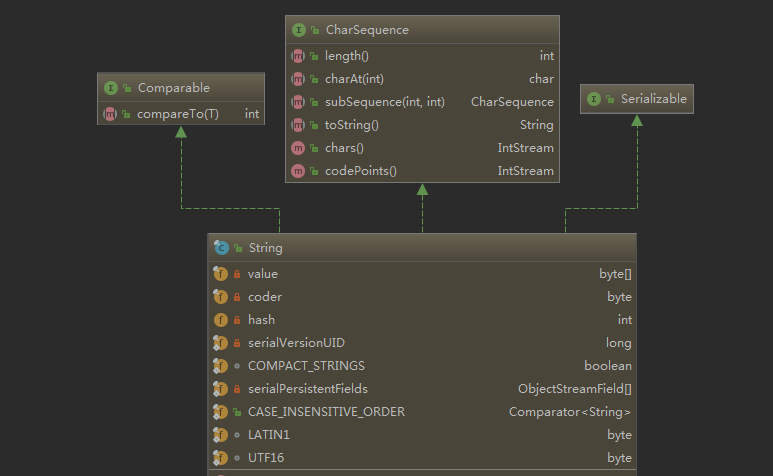 CharSequence
length() int
charAt(int) char
subSequence(int, int) CharSequence
toString() String
chars() IntStream
codePoints() IntStream
Comparable
compareTo(T) int
Serializable
String
value byte[]
coder byte
hash int
serialVersionUID long
COMPACT_STRINGS boolean
serialPersistentFields ObjectStreamField[]
CASE_INSENSITIVE_ORDER Comparator<String>
LATIN1 byte
UTF16 byte